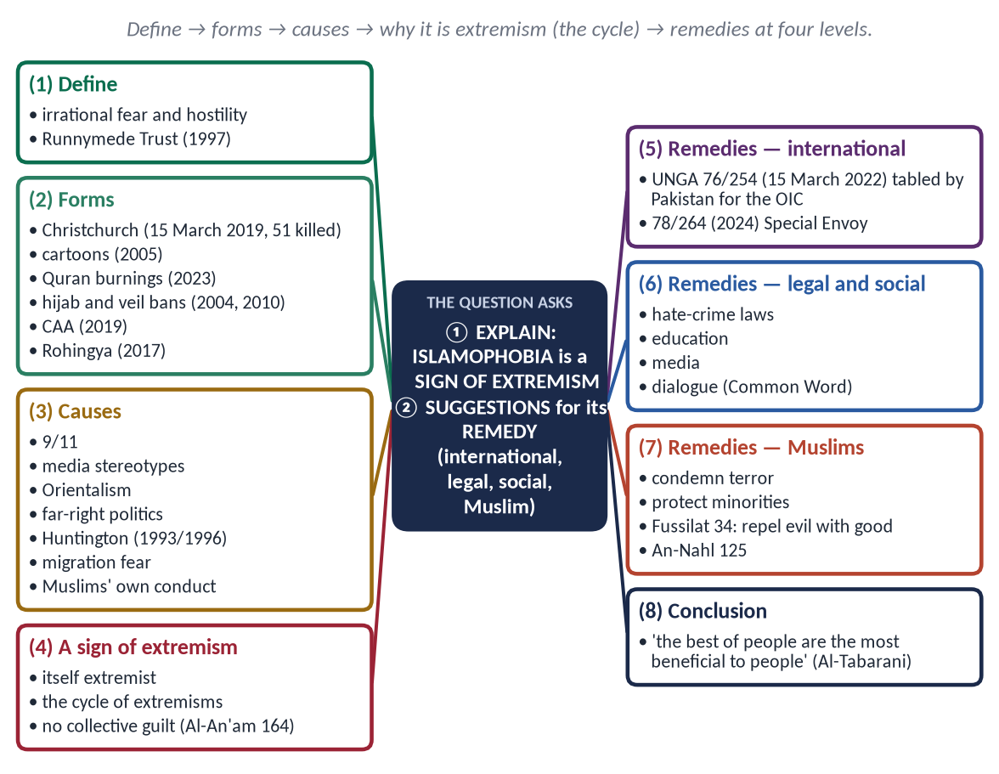 Define → forms → causes → why it is extremism (the cycle) → remedies at four levels.
(1) Define
• irrational fear and hostility
• Runnymede Trust (1997)
(2) Forms
• Christchurch (15 March 2019, 51 killed)
• cartoons (2005)
• Quran burnings (2023)
• hijab and veil bans (2004, 2010)
• CAA (2019)
• Rohingya (2017)
(3) Causes
• 9/11
• media stereotypes
• Orientalism
• far-right politics
• Huntington (1993/1996)
• migration fear
• Muslims' own conduct
(4) A sign of extremism
• itself extremist
• the cycle of extremisms
• no collective guilt (Al-An'am 164)
THE QUESTION ASKS
① EXPLAIN:
ISLAMOPHOBIA is a
SIGN OF EXTREMISM
② SUGGESTIONS for its
REMEDY
(international,
legal, social,
Muslim)
(5) Remedies — international
• UNGA 76/254 (15 March 2022) tabled by
Pakistan for the OIC
• 78/264 (2024) Special Envoy
(6) Remedies — legal and social
• hate-crime laws
• education
• media
• dialogue (Common Word)
(7) Remedies — Muslims
• condemn terror
• protect minorities
• Fussilat 34: repel evil with good
• An-Nahl 125
(8) Conclusion
• 'the best of people are the most
beneficial to people' (Al-Tabarani)